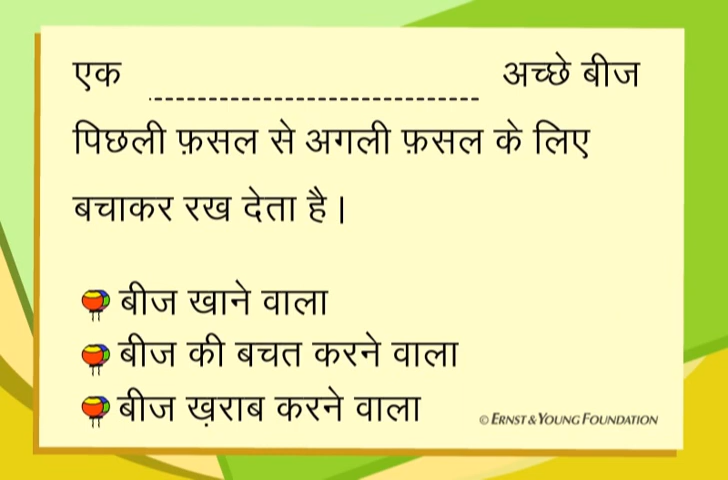 एक ------------------------------ अच्छे बीज
पिछली फ़सल से अगली फ़सल के लिए
बचाकर रख देता है।
बीज खाने वाला
बीज की बचत करने वाला
बीज ख़राब करने वाला
© ERNST & YOUNG FOUNDATION